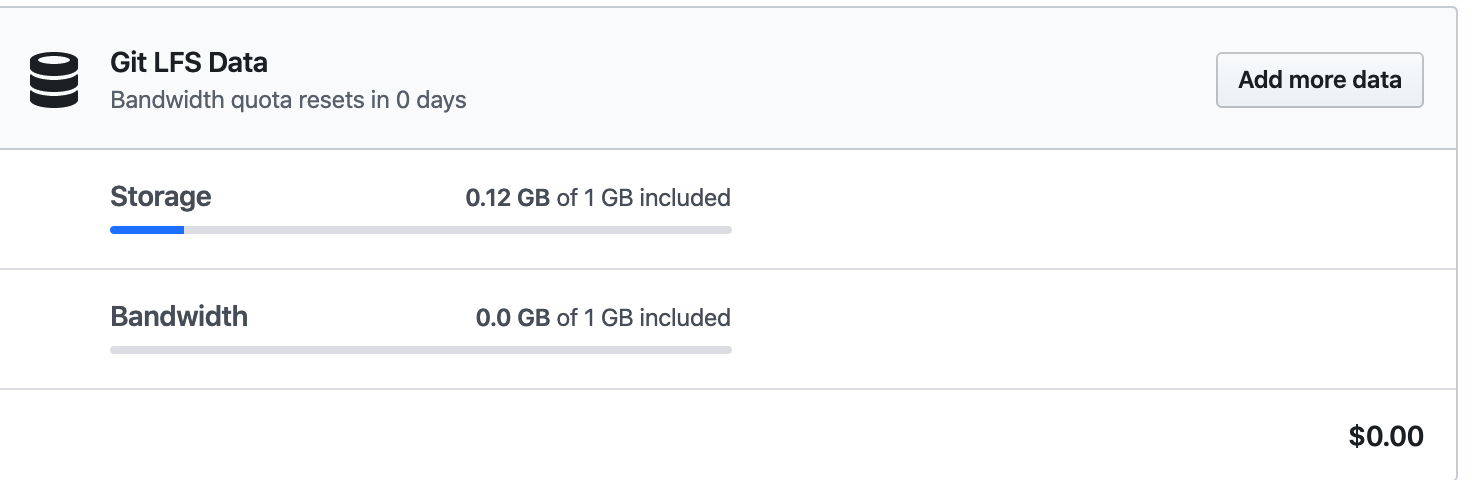 Git LFS Data
Bandwidth quota resets in 0 days
Add more data
Storage 0.12 GB of 1 GB included
Bandwidth 0.0 GB of 1 GB included
$0.00